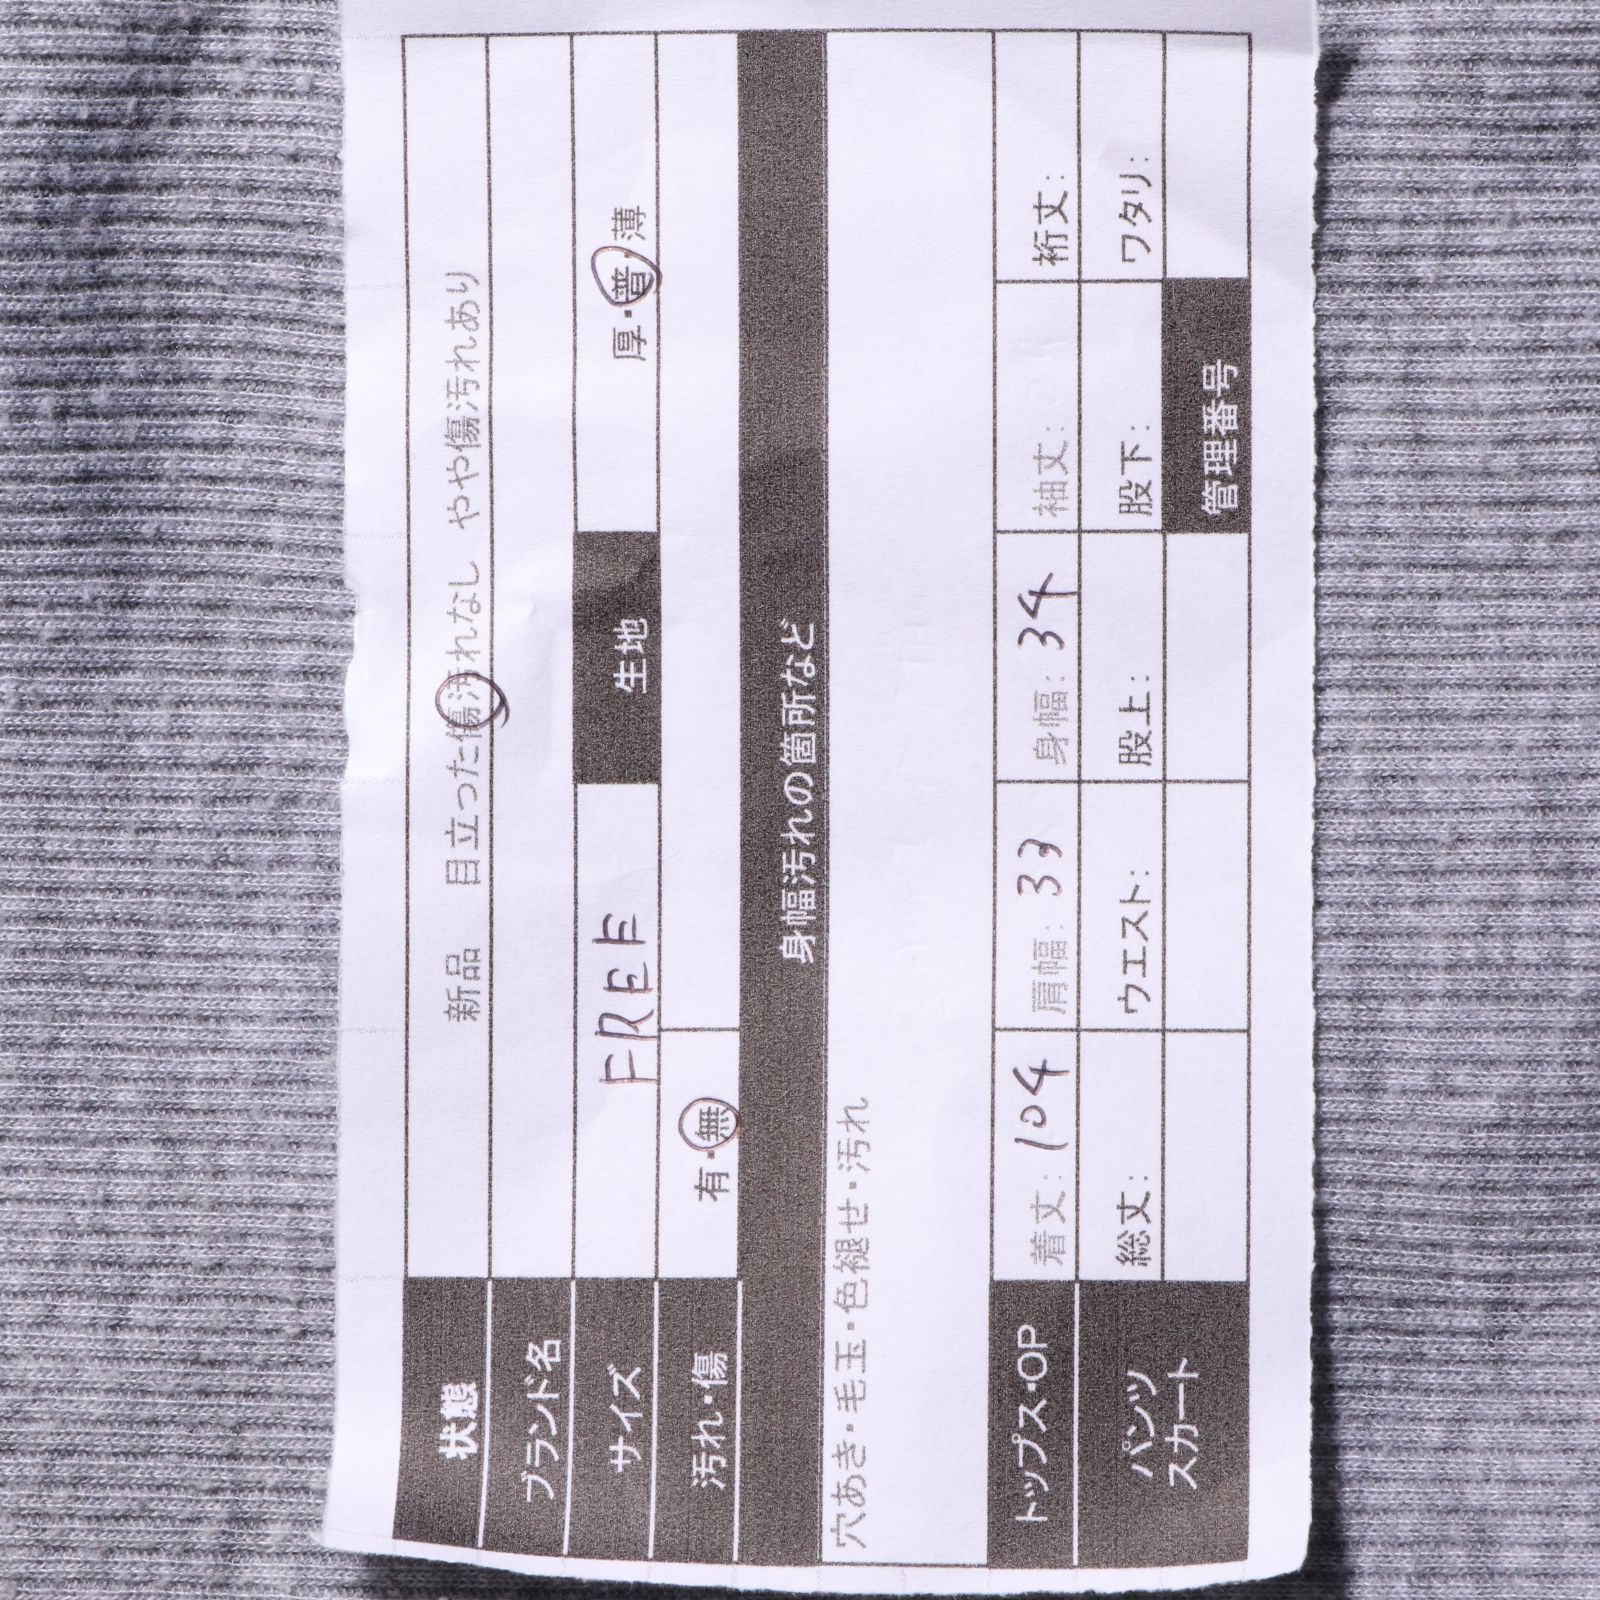 状態 新品 目立った傷汚れなし やや傷汚れあり
ブランド名
サイズ FREE 生地 厚・普・薄
汚れ・傷 有・無
身幅汚れの箇所など
穴あき・毛玉・色褪せ・汚れ
トップス・OP 着丈: 104 肩幅: 33 身幅: 34 袖丈: 裄丈:
パンツ 総丈: ウエスト: 股上: 股下: ワタリ:
スカート 管理番号